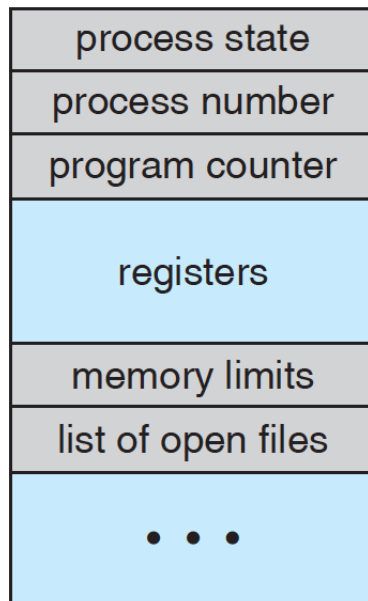 process state
process number
program counter
registers
memory limits
list of open files
• • •